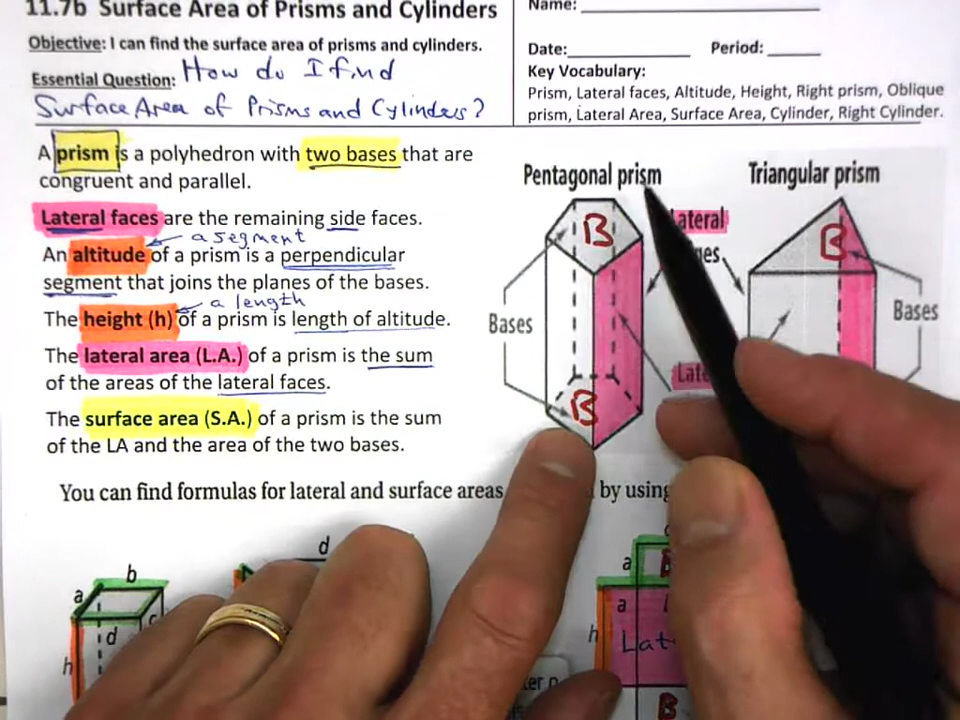 11.7b Surface Area of Prisms and Cylinders
Objective: I can find the surface area of prisms and cylinders.
Essential Question: How do I find
Surface Area of Prisms and Cylinders?
Name:
Date: Period:
Key Vocabulary:
Prism, Lateral faces, Altitude, Height, Right prism, Oblique
prism, Lateral Area, Surface Area, Cylinder, Right Cylinder.
A prism is a polyhedron with two bases that are
congruent and parallel.
Lateral faces are the remaining side faces.
a segment
An altitude of a prism is a perpendicular
segment that joins the planes of the bases.
a length
The height (h) of a prism is length of altitude.
The lateral area (L.A.) of a prism is the sum
of the areas of the lateral faces.
The surface area (S.A.) of a prism is the sum
of the LA and the area of the two bases.
Pentagonal prism
Triangular prism
B
Lateral
B
Bases
Bases
B
You can find formulas for lateral and surface areas
by using
b
a
d
h
d
a
a
h
B